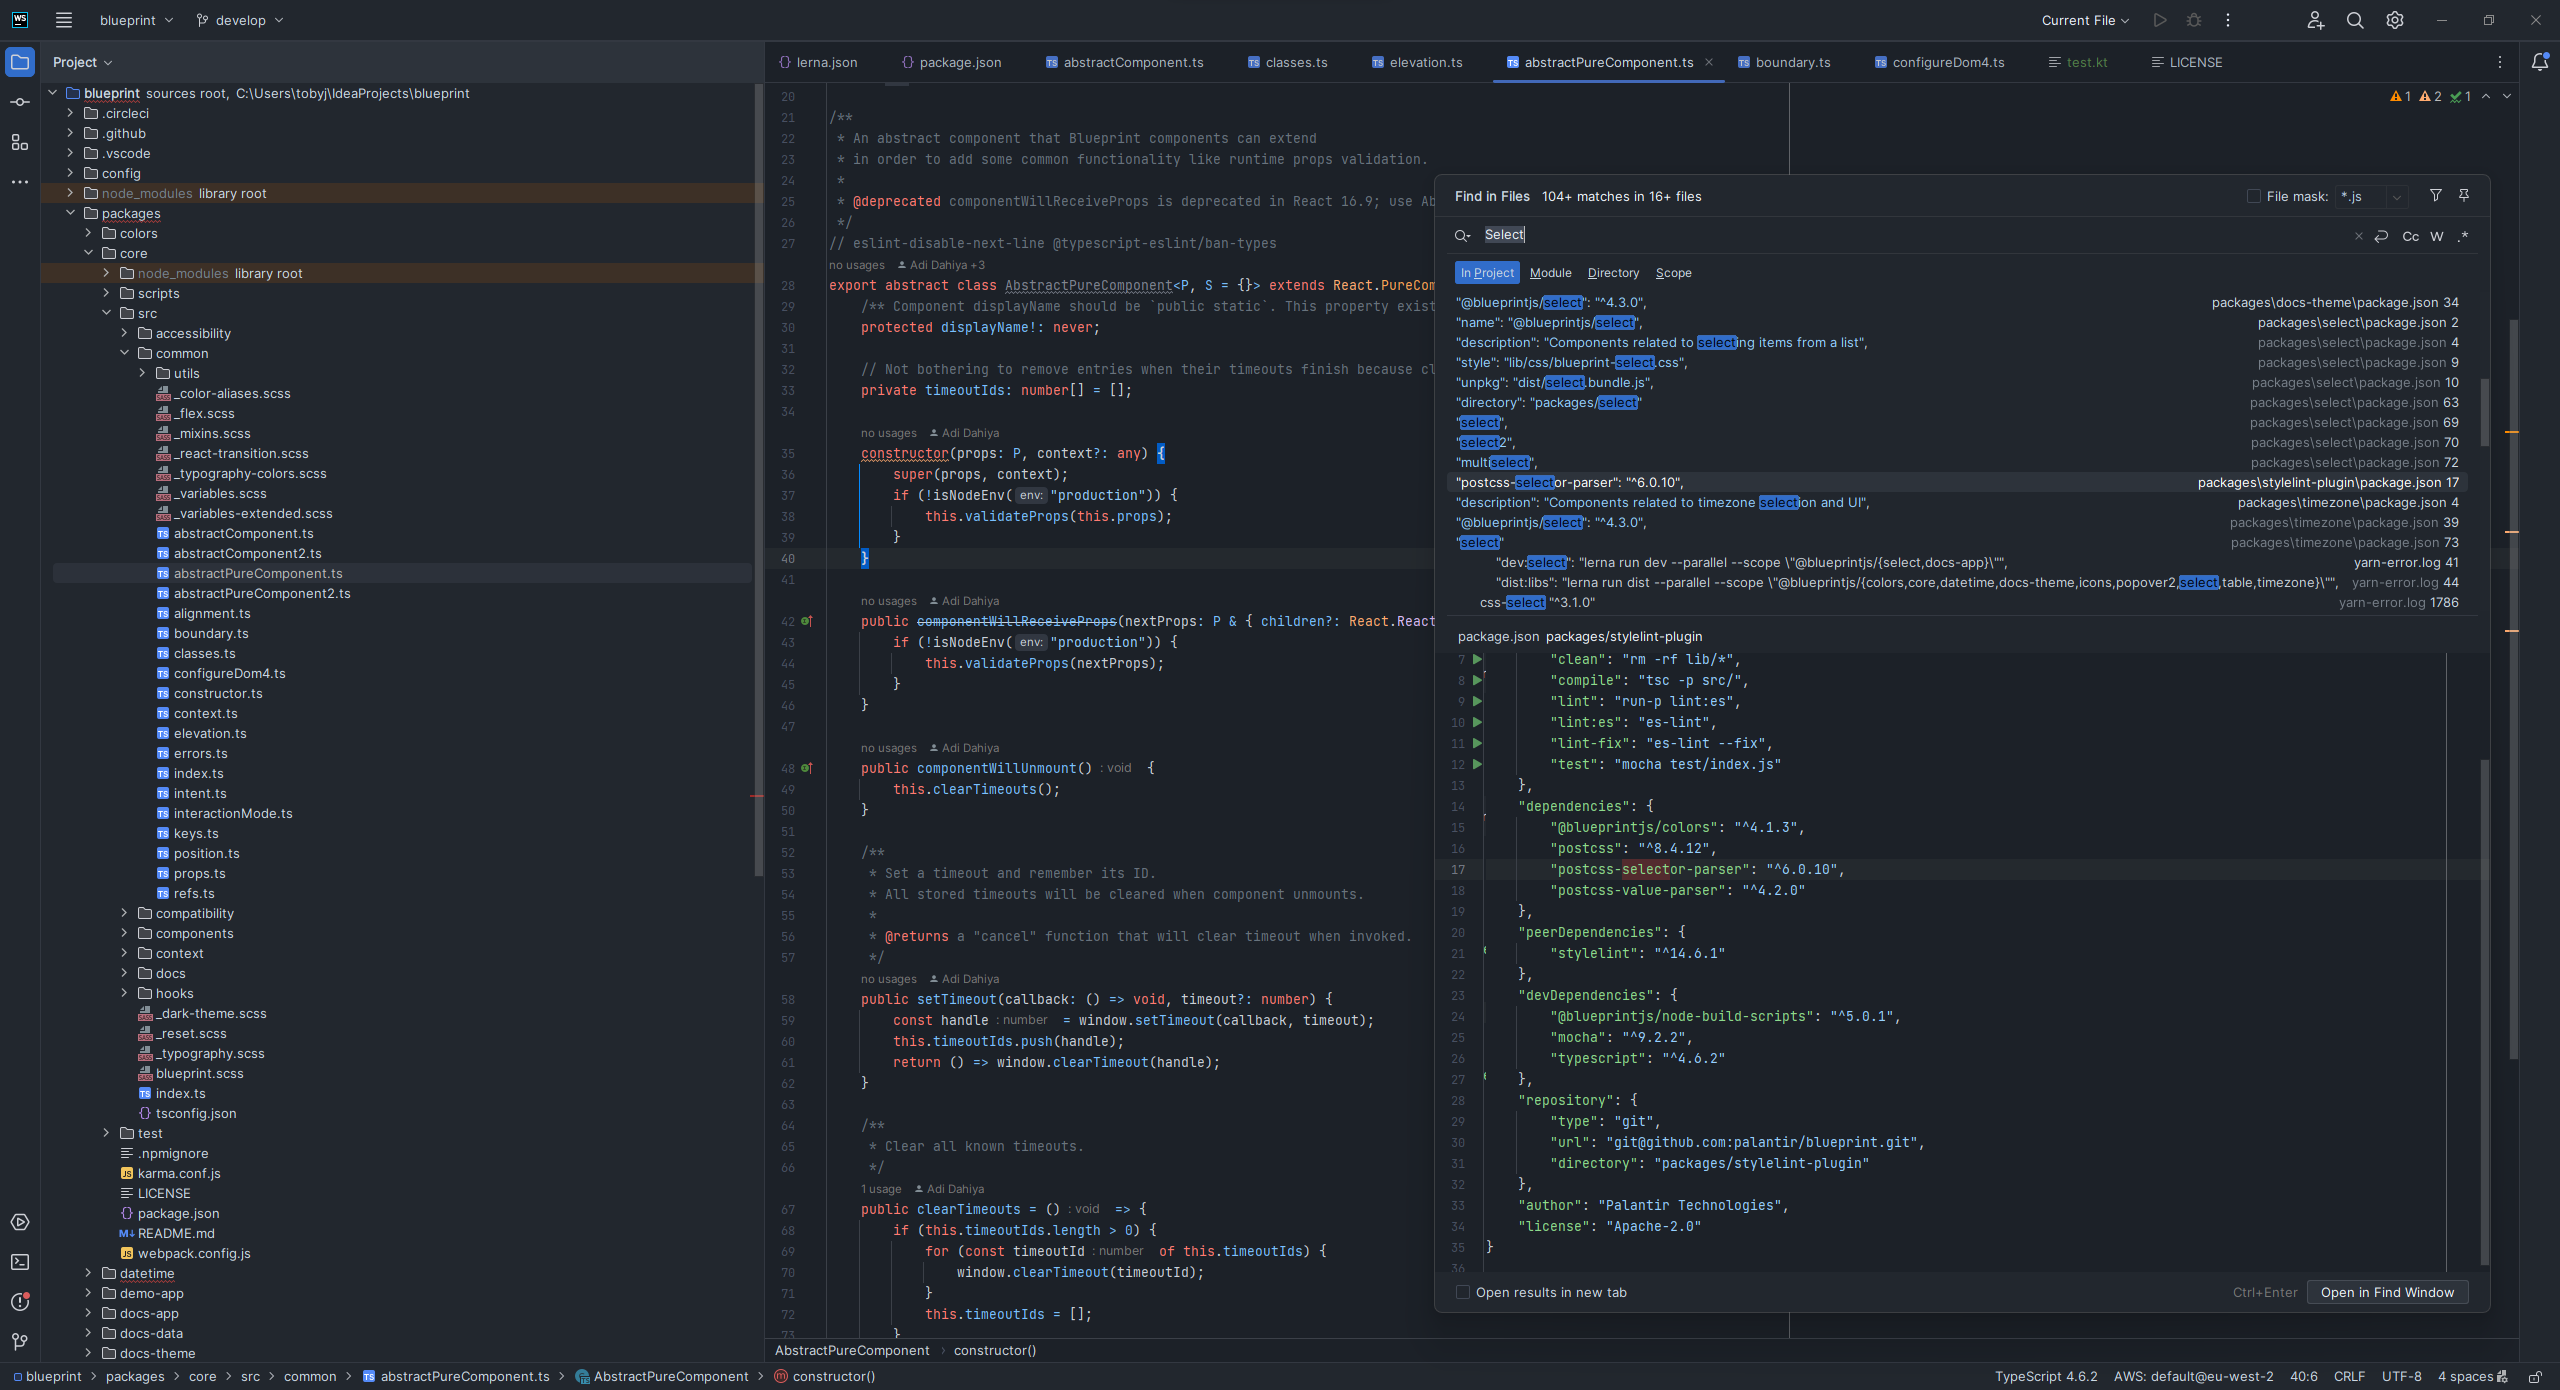 WS blueprint develop Current File
Project
blueprint sources root, C:\Users\tobyj\IdeaProjects\blueprint
.circleci
.github
.vscode
config
node_modules library root
packages
colors
core
node_modules library root
scripts
src
accessibility
common
utils
_color-aliases.scss
_flex.scss
_mixins.scss
_react-transition.scss
_typography-colors.scss
_variables.scss
_variables-extended.scss
abstractComponent.ts
abstractComponent2.ts
abstractPureComponent.ts
abstractPureComponent2.ts
alignment.ts
boundary.ts
classes.ts
configureDom4.ts
constructor.ts
context.ts
elevation.ts
errors.ts
index.ts
intent.ts
interactionMode.ts
keys.ts
position.ts
props.ts
refs.ts
compatibility
components
context
docs
hooks
_dark-theme.scss
_reset.scss
_typography.scss
blueprint.scss
index.ts
tsconfig.json
test
.npmignore
karma.conf.js
LICENSE
package.json
README.md
webpack.config.js
datetime
demo-app
docs-app
docs-data
docs-theme
lerna.json package.json abstractComponent.ts classes.ts elevation.ts abstractPureComponent.ts boundary.ts configureDom4.ts test.kt LICENSE
1 2 1
20
21 /**
22 * An abstract component that Blueprint components can extend
23 * in order to add some common functionality like runtime props validation.
24 *
25 * @deprecated componentWillReceiveProps is deprecated in React 16.9; use Ab
26 */
27 // eslint-disable-next-line @typescript-eslint/ban-types
no usages Adi Dahiya +3
28 export abstract class AbstractPureComponent<P, S = {}> extends React.PureCom
29 /** Component displayName should be `public static`. This property exist
30 protected displayName!: never;
31
32 // Not bothering to remove entries when their timeouts finish because cl
33 private timeoutIds: number[] = [];
34
no usages Adi Dahiya
35 constructor(props: P, context?: any) {
36 super(props, context);
37 if (!isNodeEnv( env: "production")) {
38 this.validateProps(this.props);
39 }
40 }
41
no usages Adi Dahiya
42 public componentWillReceiveProps(nextProps: P & { children?: React.React
43 if (!isNodeEnv( env: "production")) {
44 this.validateProps(nextProps);
45 }
46 }
47
no usages Adi Dahiya
48 public componentWillUnmount() : void {
49 this.clearTimeouts();
50 }
51
52 /**
53 * Set a timeout and remember its ID.
54 * All stored timeouts will be cleared when component unmounts.
55 *
56 * @returns a "cancel" function that will clear timeout when invoked.
57 */
no usages Adi Dahiya
58 public setTimeout(callback: () => void, timeout?: number) {
59 const handle : number = window.setTimeout(callback, timeout);
60 this.timeoutIds.push(handle);
61 return () => window.clearTimeout(handle);
62 }
63
64 /**
65 * Clear all known timeouts.
66 */
1 usage Adi Dahiya
67 public clearTimeouts = () : void => {
68 if (this.timeoutIds.length > 0) {
69 for (const timeoutId : number of this.timeoutIds) {
70 window.clearTimeout(timeoutId);
71 }
72 this.timeoutIds = [];
73 }
AbstractPureComponent constructor()
Find in Files 104+ matches in 16+ files File mask: *.js
Select Cc W .*
In Project Module Directory Scope
"@blueprintjs/select": "^4.3.0", packages\docs-theme\package.json 34
"name": "@blueprintjs/select", packages\select\package.json 2
"description": "Components related to selecting items from a list", packages\select\package.json 4
"style": "lib/css/blueprint-select.css", packages\select\package.json 9
"unpkg": "dist/select.bundle.js", packages\select\package.json 10
"directory": "packages/select" packages\select\package.json 63
"select", packages\select\package.json 69
"select2", packages\select\package.json 70
"multiselect", packages\select\package.json 72
"postcss-selector-parser": "^6.0.10", packages\stylelint-plugin\package.json 17
"description": "Components related to timezone selection and UI", packages\timezone\package.json 4
"@blueprintjs/select": "^4.3.0", packages\timezone\package.json 39
"select" packages\timezone\package.json 73
"dev:select": "lerna run dev --parallel --scope \"@blueprintjs/{select,docs-app}\"", yarn-error.log 41
"dist:libs": "lerna run dist --parallel --scope \"@blueprintjs/{colors,core,datetime,docs-theme,icons,popover2,select,table,timezone}\"", yarn-error.log 44
css-select "^3.1.0" yarn-error.log 1786
package.json packages/stylelint-plugin
7 "clean": "rm -rf lib/*",
8 "compile": "tsc -p src/",
9 "lint": "run-p lint:es",
10 "lint:es": "es-lint",
11 "lint-fix": "es-lint --fix",
12 "test": "mocha test/index.js"
13 },
14 "dependencies": {
15 "@blueprintjs/colors": "^4.1.3",
16 "postcss": "^8.4.12",
17 "postcss-selector-parser": "^6.0.10",
18 "postcss-value-parser": "^4.2.0"
19 },
20 "peerDependencies": {
21 "stylelint": "^14.6.1"
22 },
23 "devDependencies": {
24 "@blueprintjs/node-build-scripts": "^5.0.1",
25 "mocha": "^9.2.2",
26 "typescript": "^4.6.2"
27 },
28 "repository": {
29 "type": "git",
30 "url": "git@github.com:palantir/blueprint.git",
31 "directory": "packages/stylelint-plugin"
32 },
33 "author": "Palantir Technologies",
34 "license": "Apache-2.0"
35 }
36
Open results in new tab Ctrl+Enter Open in Find Window
blueprint packages core src common abstractPureComponent.ts AbstractPureComponent constructor() TypeScript 4.6.2 AWS: default@eu-west-2 40:6 CRLF UTF-8 4 spaces